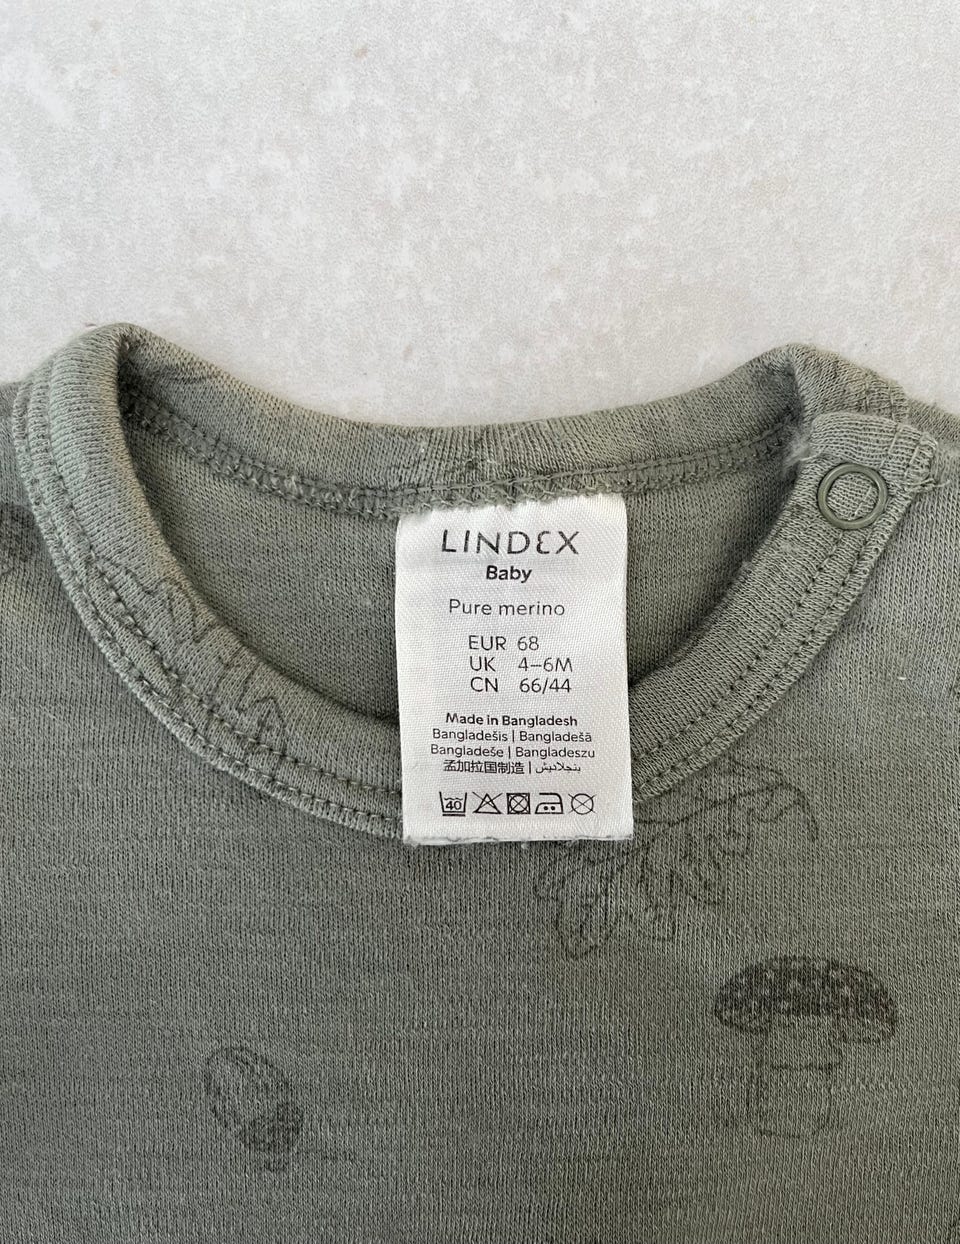 LINDEX
Baby
Pure merino
EUR 68
UK 4–6M
CN 66/44
Made in Bangladesh
Bangladešis | Bangladešā
Bangladeše | Bangladeszu
孟加拉国制造 | بنجلاديش
40